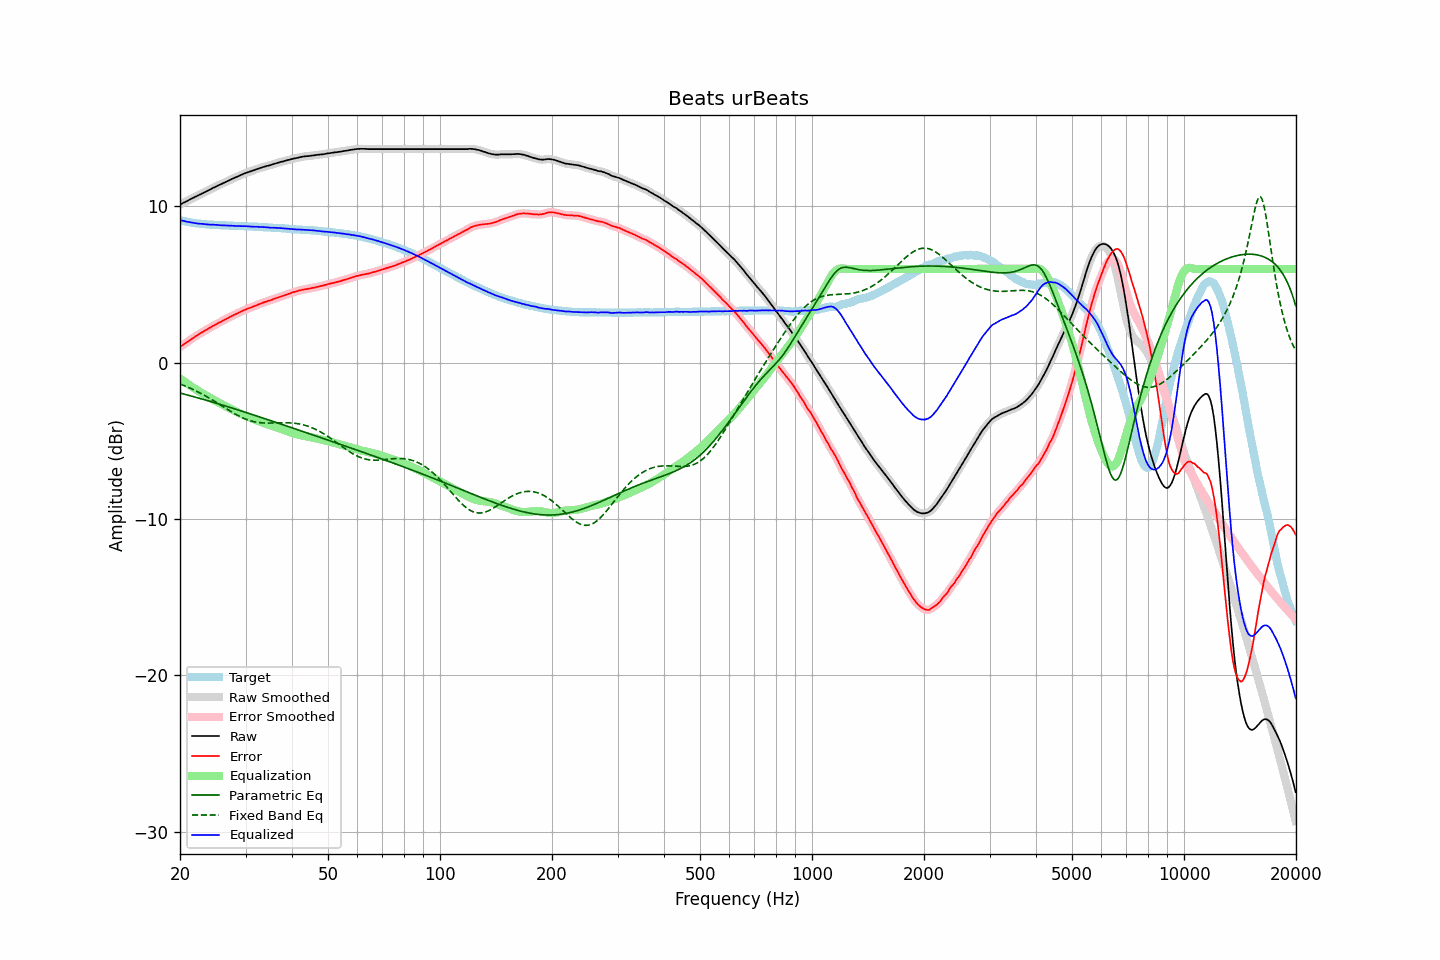 Beats urBeats
Amplitude (dBr)
10
0
−10
−20
−30
Target
Raw Smoothed
Error Smoothed
Raw
Error
Equalization
Parametric Eq
Fixed Band Eq
Equalized
20 50 100 200 500 1000 2000 5000 10000 20000
Frequency (Hz)